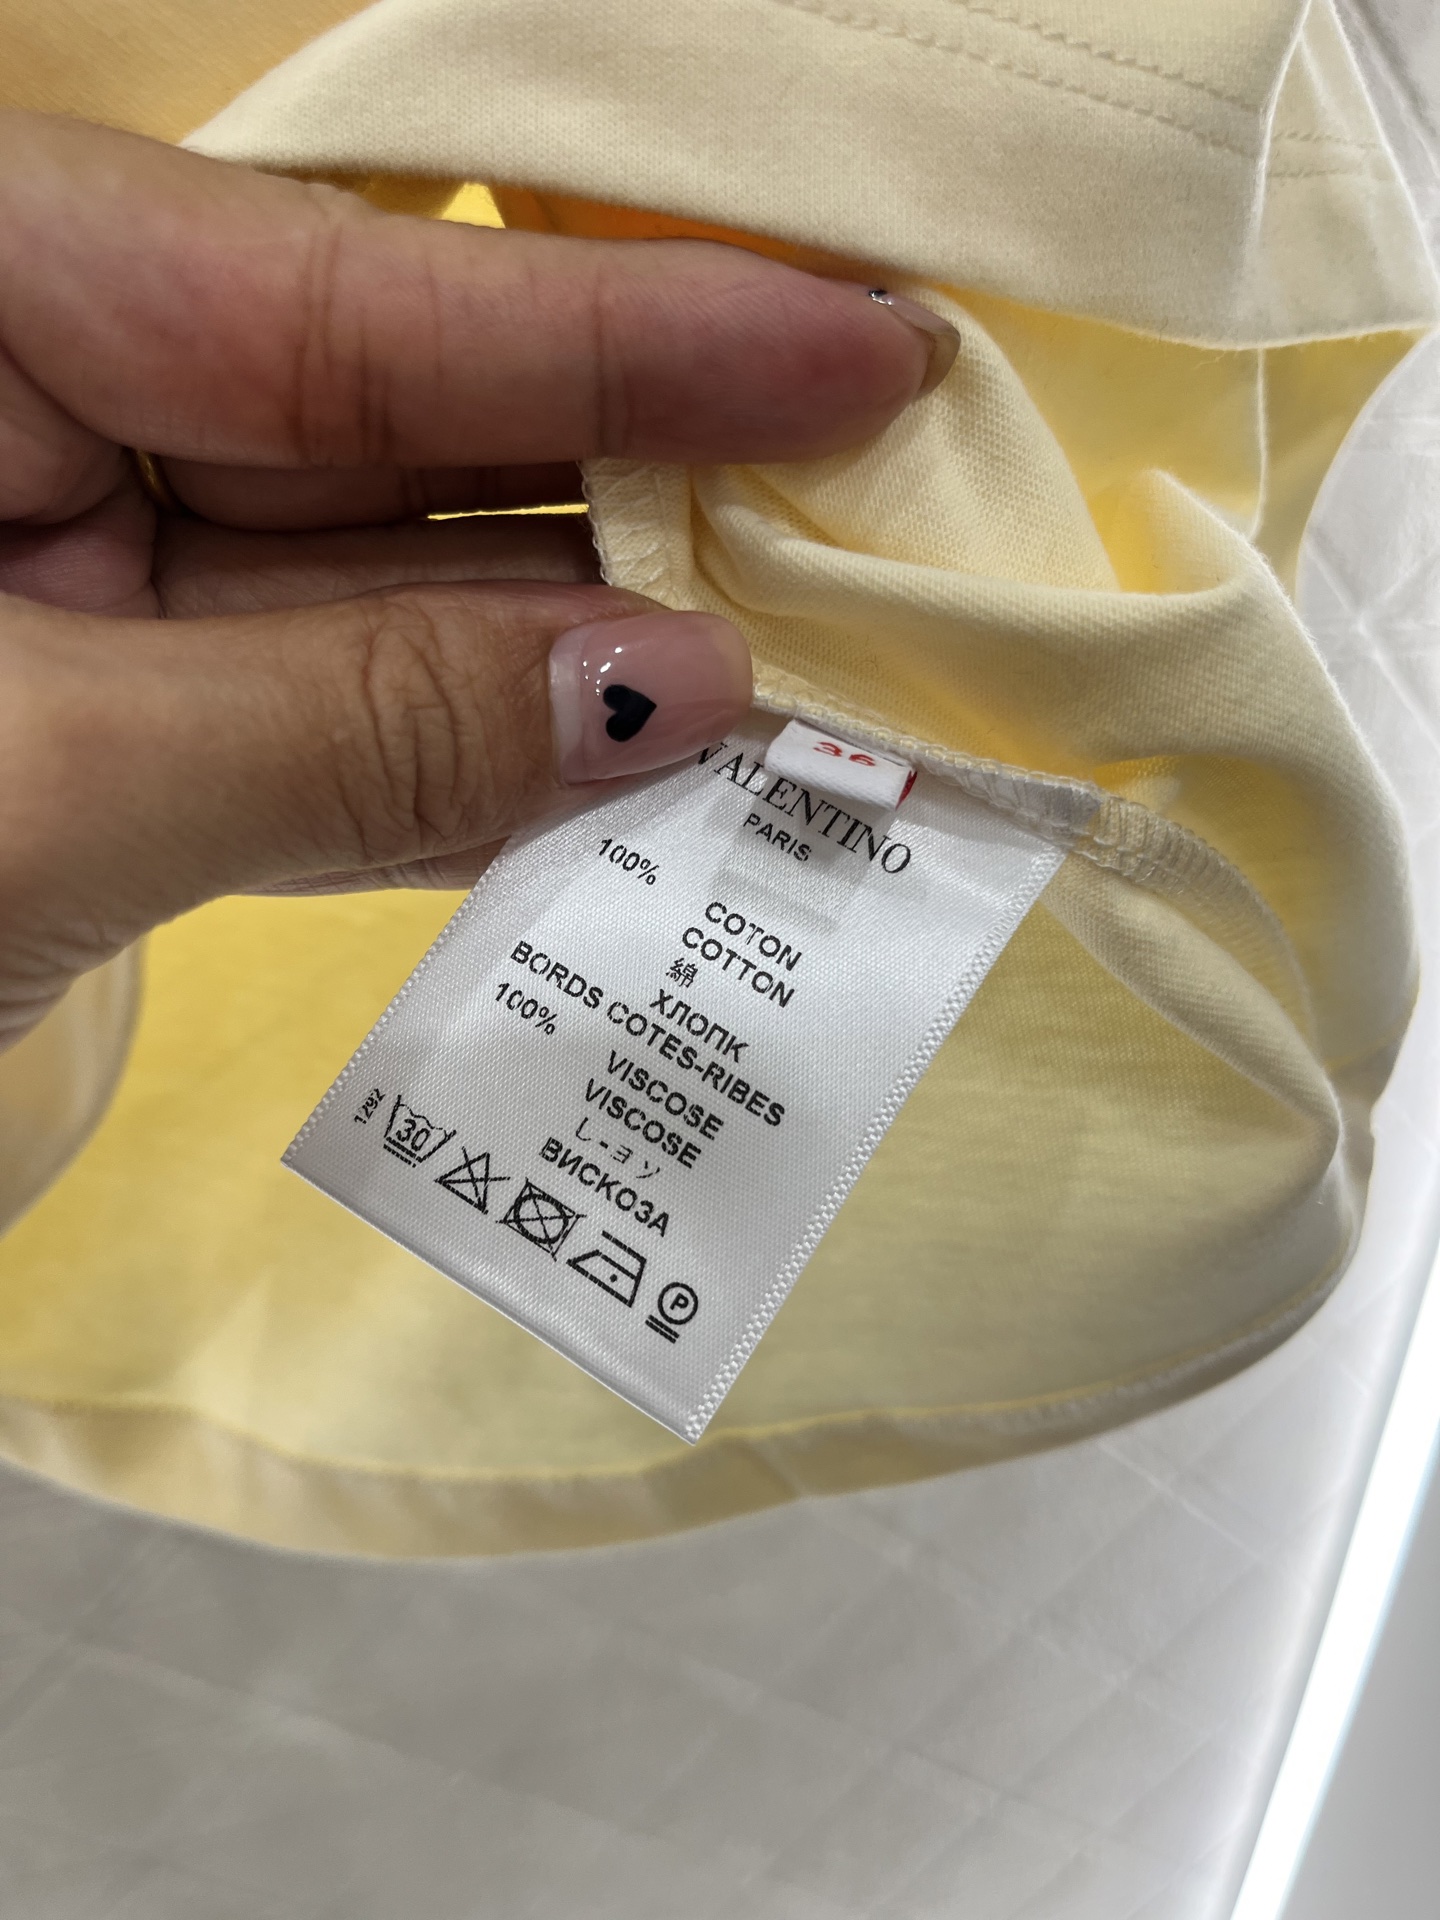 36
VALENTINO
PARIS
100%
COTON
COTTON
綿
ХЛОПК
BORDS COTES-RIBES
100%
VISCOSE
VISCOSE
レーヨン
ВИСКОЗА
1292
30
P